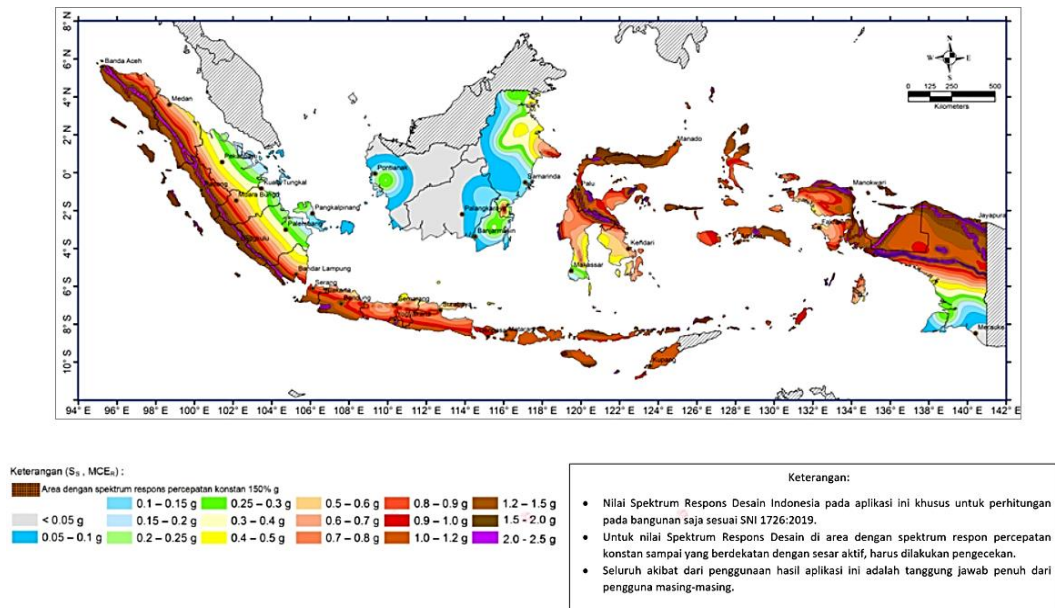 8° N
6° N
4° N
2° N
0°
2° S
4° S
6° S
8° S
10° S
Banda Aceh
Medan
Pekanbaru
Kuala Tungkal
Padang
Muara Bungo
Pangkalpinang
Palembang
Bengkulu
Bandar Lampung
Serang
Jakarta
Bandung
Semarang
Surabaya
Yogyakarta
Mataram
Kupang
Pontianak
Samarinda
Banjarmasin
Manado
Palu
Kendari
Makassar
Manokwari
Jayapura
Merauke
N
W
E
S
0 125 250 500
Kilometers
94° E 96° E 98° E 100° E 102° E 104° E 106° E 108° E 110° E 112° E 114° E 116° E 118° E 120° E 122° E 124° E 126° E 128° E 130° E 132° E 134° E 136° E 138° E 140° E 142° E
Keterangan (SS , MCER) :
Area dengan spektrum respons percepatan konstan 150% g
0.1 – 0.15 g 0.25 – 0.3 g 0.5 – 0.6 g 0.8 – 0.9 g 1.2 – 1.5 g
< 0.05 g 0.15 – 0.2 g 0.3 – 0.4 g 0.6 – 0.7 g 0.9 – 1.0 g 1.5 - 2.0 g
0.05 – 0.1 g 0.2 – 0.25 g 0.4 – 0.5 g 0.7 – 0.8 g 1.0 – 1.2 g 2.0 - 2.5 g
Keterangan:
• Nilai Spektrum Respons Desain Indonesia pada aplikasi ini khusus untuk perhitungan
pada bangunan saja sesuai SNI 1726:2019.
• Untuk nilai Spektrum Respons Desain di area dengan spektrum respon percepatan
konstan sampai yang berdekatan dengan sesar aktif, harus dilakukan pengecekan.
• Seluruh akibat dari penggunaan hasil aplikasi ini adalah tanggung jawab penuh dari
pengguna masing-masing.